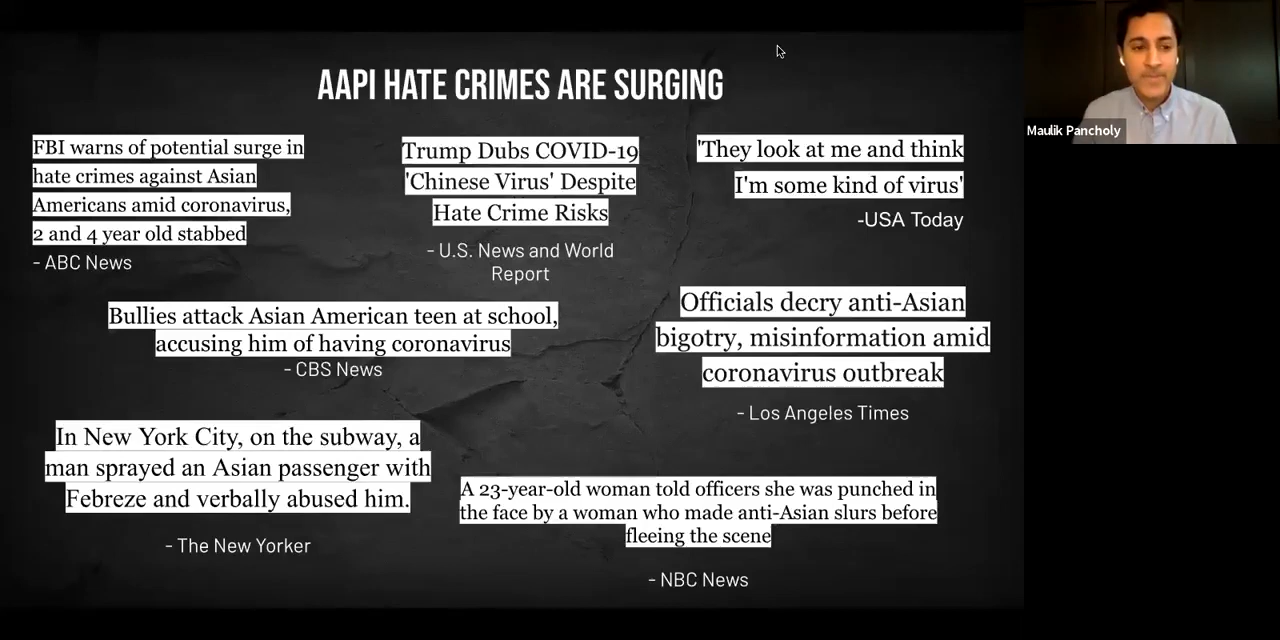 AAPI HATE CRIMES ARE SURGING
FBI warns of potential surge in
hate crimes against Asian
Americans amid coronavirus,
2 and 4 year old stabbed
- ABC News
Trump Dubs COVID-19
'Chinese Virus' Despite
Hate Crime Risks
- U.S. News and World
Report
'They look at me and think
I'm some kind of virus'
-USA Today
Bullies attack Asian American teen at school,
accusing him of having coronavirus
- CBS News
Officials decry anti-Asian
bigotry, misinformation amid
coronavirus outbreak
- Los Angeles Times
In New York City, on the subway, a
man sprayed an Asian passenger with
Febreze and verbally abused him.
- The New Yorker
A 23-year-old woman told officers she was punched in
the face by a woman who made anti-Asian slurs before
fleeing the scene
- NBC News
Maulik Pancholy